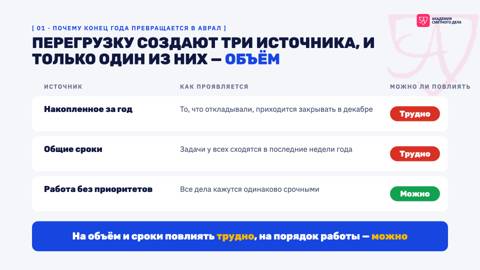 [ 01 - ПОЧЕМУ КОНЕЦ ГОДА ПРЕВРАЩАЕТСЯ В АВРАЛ ]
АКАДЕМИЯ
СМЕТНОГО ДЕЛА
ПЕРЕГРУЗКУ СОЗДАЮТ ТРИ ИСТОЧНИКА, И
ТОЛЬКО ОДИН ИЗ НИХ — ОБЪЁМ
ИСТОЧНИК КАК ПРОЯВЛЯЕТСЯ МОЖНО ЛИ ПОВЛИЯТЬ
Накопленное за год То, что откладывали, приходится закрывать в декабре Трудно
Общие сроки Задачи у всех сходятся в последние недели года Трудно
Работа без приоритетов Все дела кажутся одинаково срочными Можно
На объём и сроки повлиять трудно, на порядок работы — можно